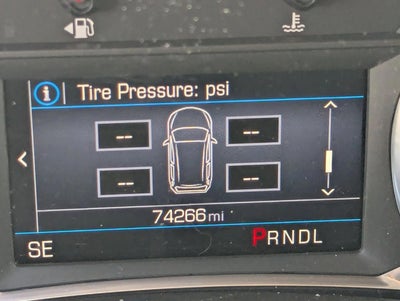 Tire Pressure: psi
-- --
-- --
74266 mi
SE PRNDL